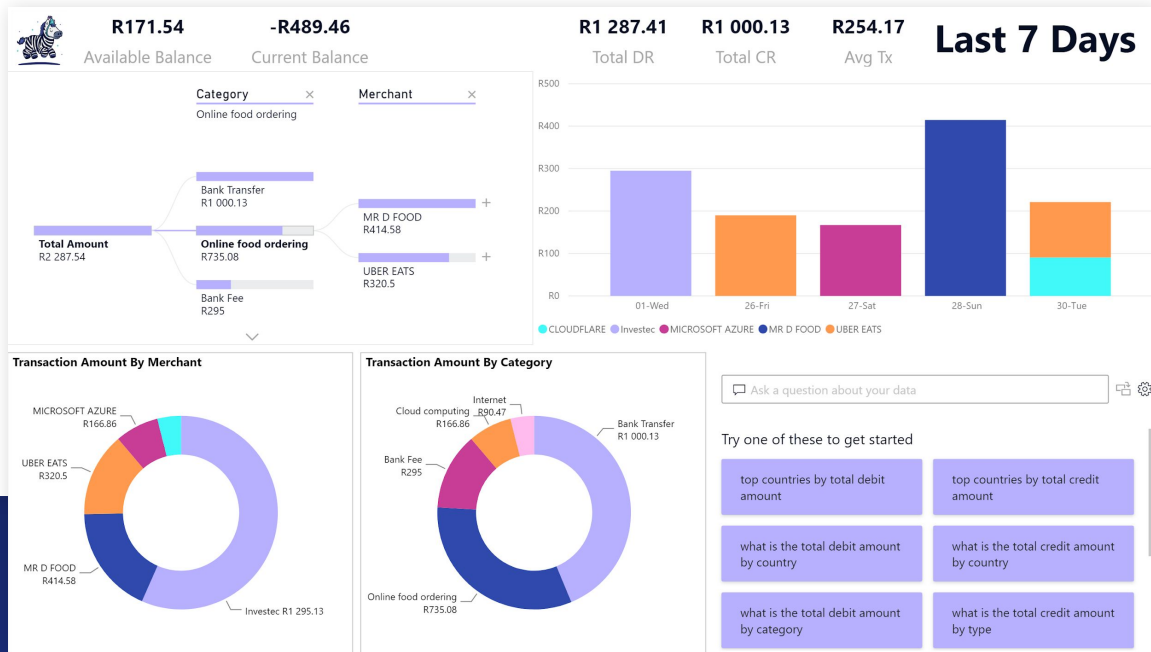 R171.54
Available Balance
-R489.46
Current Balance
R1 287.41
Total DR
R1 000.13
Total CR
R254.17
Avg Tx
Last 7 Days
Category ×
Online food ordering
Merchant ×
Total Amount
R2 287.54
Bank Transfer
R1 000.13
Online food ordering
R735.08
Bank Fee
R295
MR D FOOD
R414.58
UBER EATS
R320.5
R500
R400
R300
R200
R100
R0
01-Wed
26-Fri
27-Sat
28-Sun
30-Tue
CLOUDFLARE Investec MICROSOFT AZURE MR D FOOD UBER EATS
Transaction Amount By Merchant
MICROSOFT AZURE
R166.86
UBER EATS
R320.5
MR D FOOD
R414.58
Investec R1 295.13
Transaction Amount By Category
Internet
R90.47
Cloud computing
R166.86
Bank Fee
R295
Online food ordering
R735.08
Bank Transfer
R1 000.13
Ask a question about your data
Try one of these to get started
top countries by total debit
amount
top countries by total credit
amount
what is the total debit amount
by country
what is the total credit amount
by country
what is the total debit amount
by category
what is the total credit amount
by type